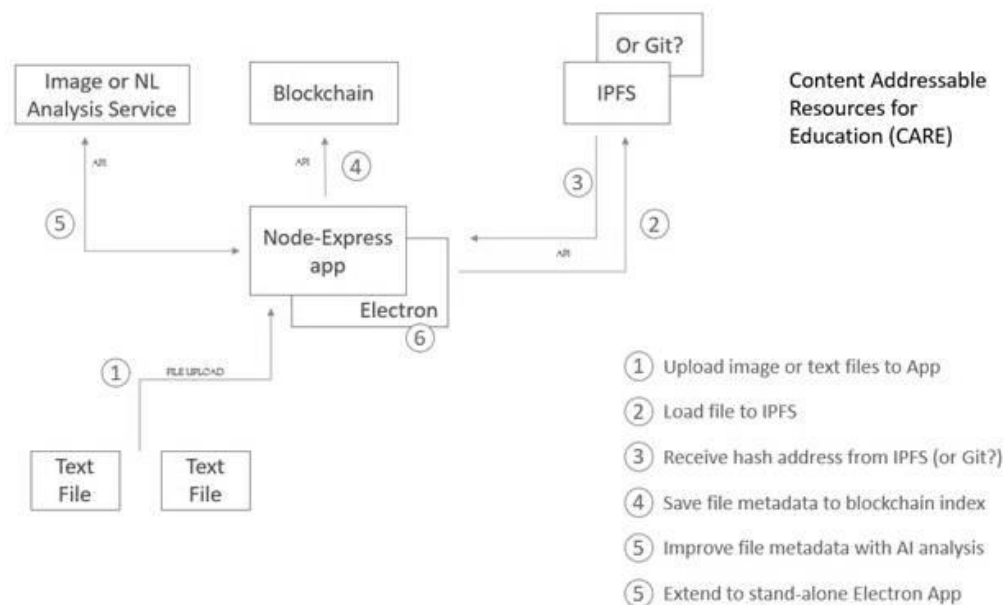 Or Git?
Image or NL
Analysis Service
Blockchain
IPFS
Content Addressable
Resources for
Education (CARE)
API
API
4
3
5
2
Node-Express
app
API
Electron
6
1
FILE UPLOAD
1 Upload image or text files to App
2 Load file to IPFS
Text
File
Text
File
3 Receive hash address from IPFS (or Git?)
4 Save file metadata to blockchain index
5 Improve file metadata with AI analysis
5 Extend to stand-alone Electron App